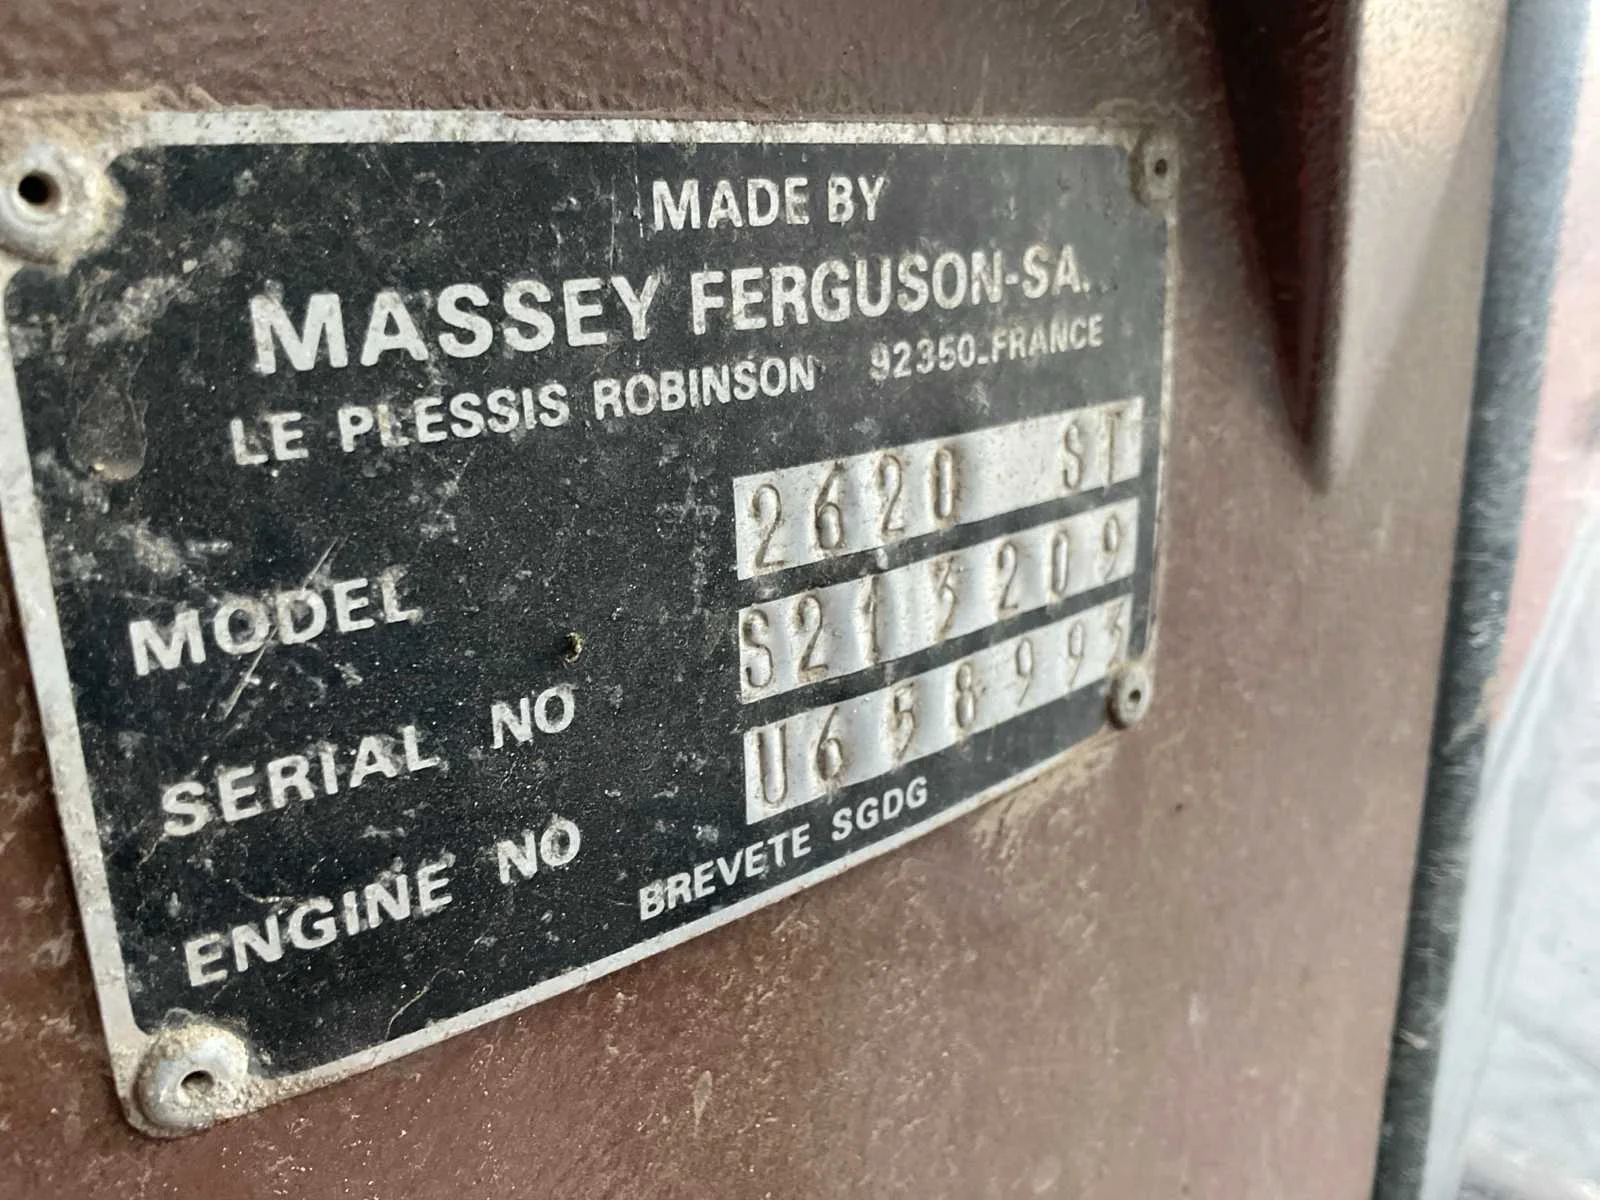 MADE BY
MASSEY FERGUSON-SA.
LE PLESSIS ROBINSON 92350_FRANCE
MODEL 2620 ST
SERIAL NO S213209
ENGINE NO U658993
BREVETE SGDG